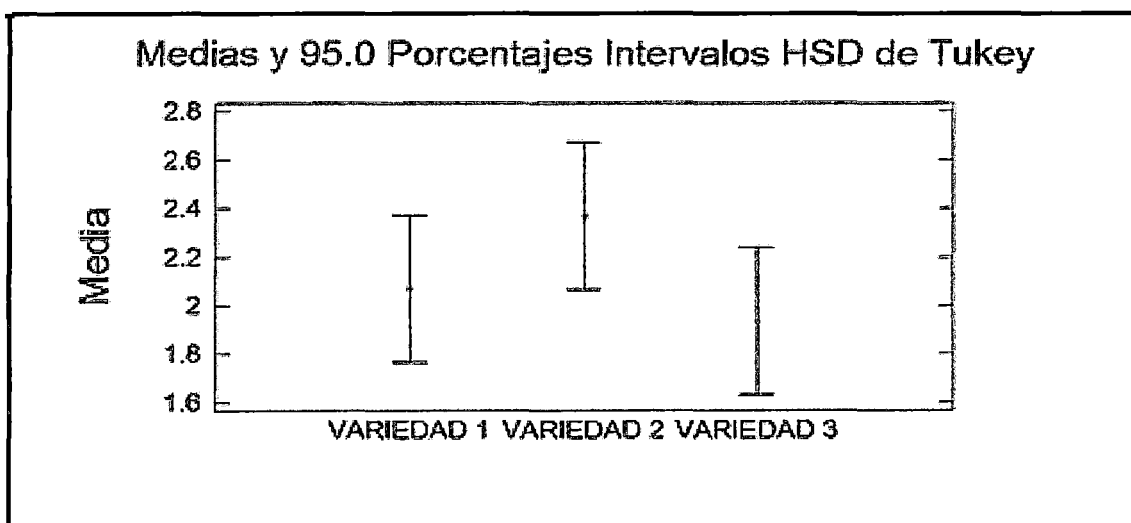 Medias y 95.0 Porcentajes Intervalos HSD de Tukey
Media
2.8
2.6
2.4
2.2
2
1.8
1.6
VARIEDAD 1 VARIEDAD 2 VARIEDAD 3